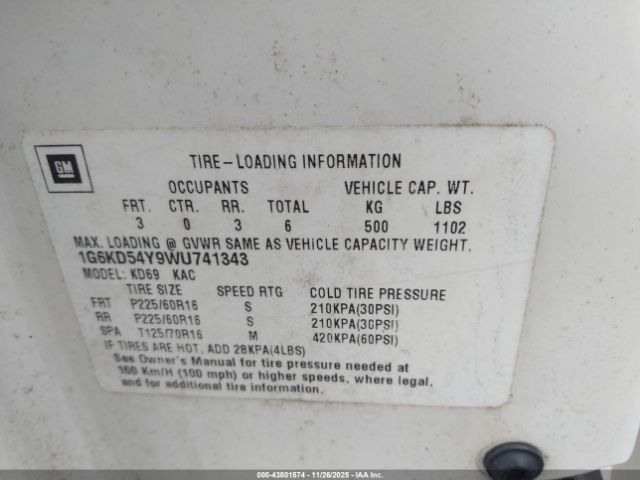 GM
TIRE-LOADING INFORMATION
OCCUPANTS VEHICLE CAP. WT.
FRT. CTR. RR. TOTAL KG LBS
3 0 3 6 500 1102
MAX. LOADING @ GVWR SAME AS VEHICLE CAPACITY WEIGHT.
1G6KD54Y9WU741343
MODEL: KD69 KAC
TIRE SIZE SPEED RTG COLD TIRE PRESSURE
FRT P225/60R16 S 210KPA(30PSI)
RR P225/60R16 S 210KPA(30PSI)
SPA T125/70R16 M 420KPA(60PSI)
IF TIRES ARE HOT, ADD 28KPA(4LBS)
See Owner's Manual for tire pressure needed at
160 Km/H (100 mph) or higher speeds, where legal,
and for additional tire information.
000-43801574 | 11/26/2025 | IAAI.CA